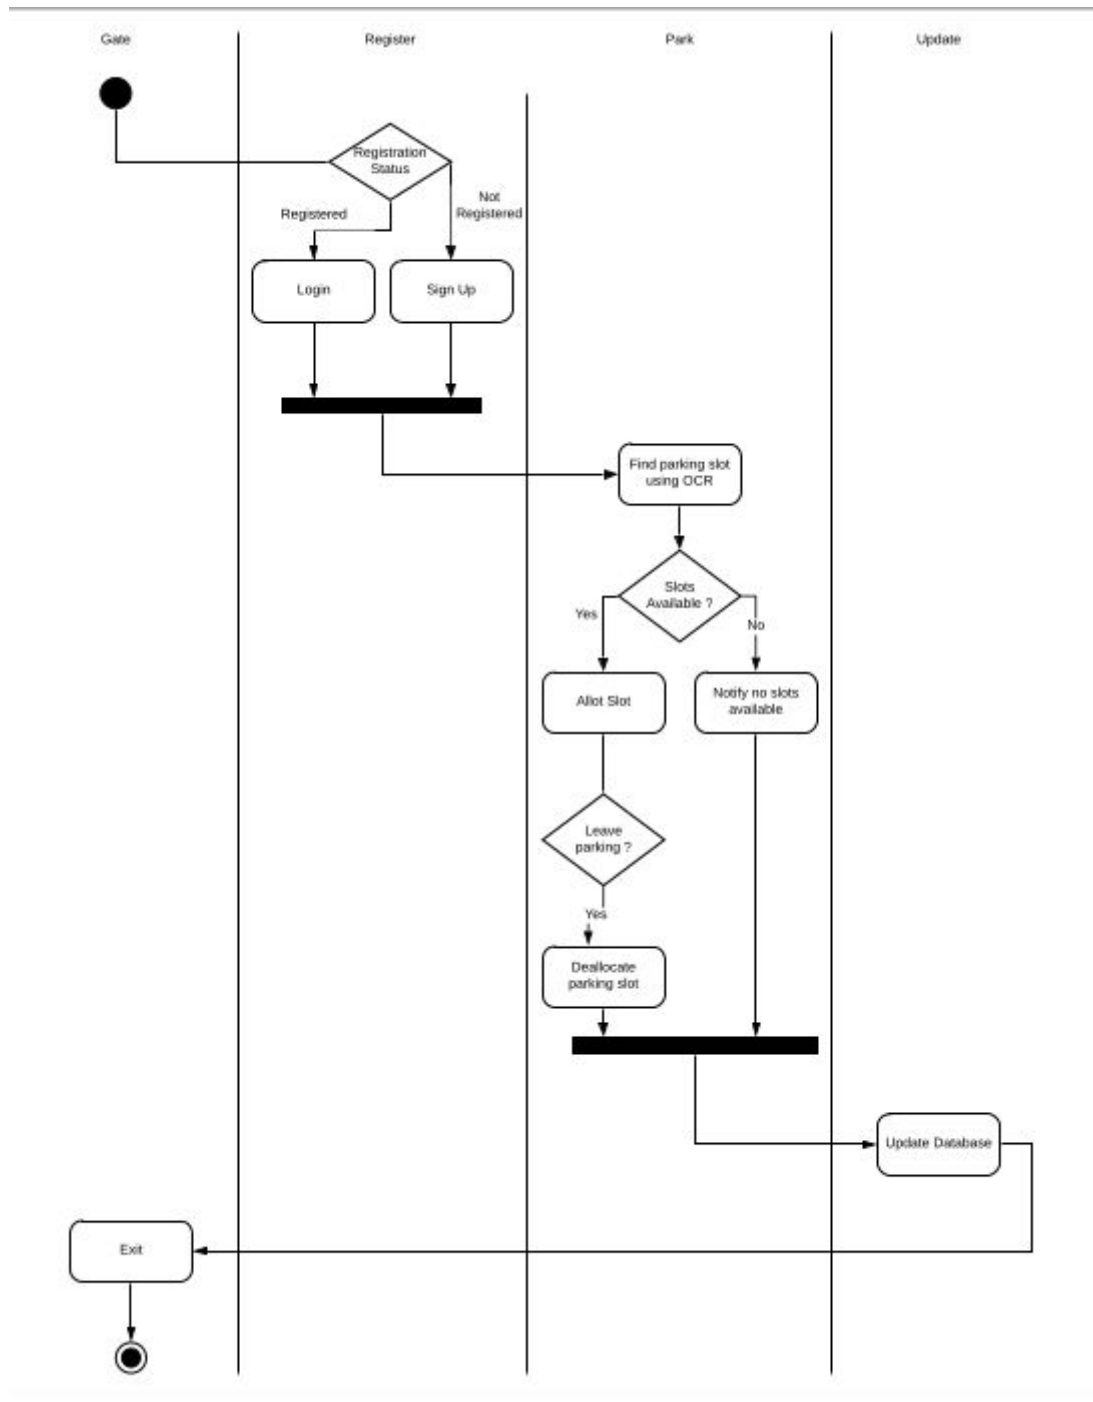 Gate
Register
Park
Update
Registration
Status
Registered
Not
Registered
Login
Sign Up
Find parking slot
using OCR
Slots
Available ?
Yes
No
Allot Slot
Notify no slots
available
Leave
parking ?
Yes
Deallocate
parking slot
Update Database
Exit